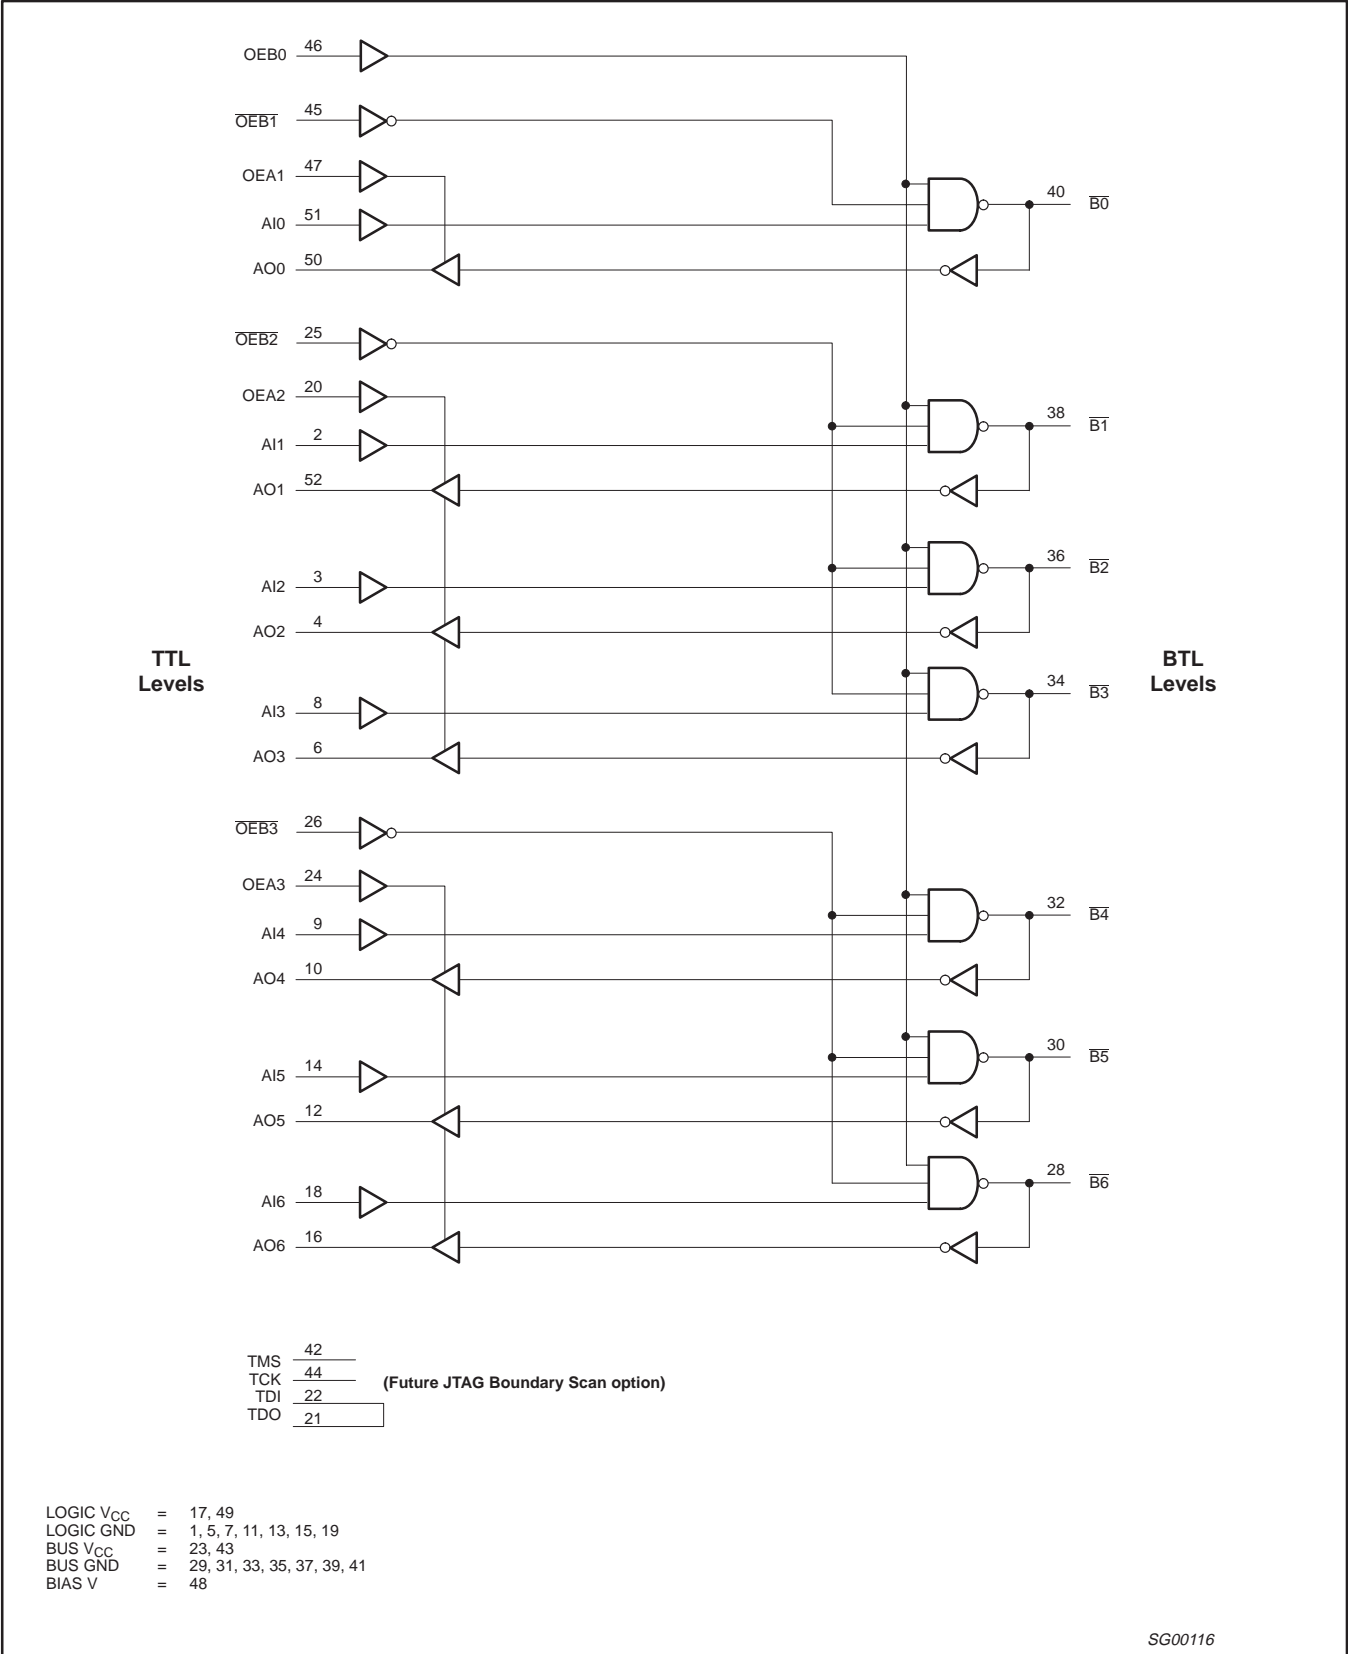 OEB0 46
OEB1 45
OEA1 47
40 B0
AI0 51
AO0 50
OEB2 25
OEA2 20
38 B1
AI1 2
AO1 52
36 B2
AI2 3
AO2 4
TTL
Levels
BTL
Levels
34 B3
AI3 8
AO3 6
OEB3 26
OEA3 24
32 B4
AI4 9
AO4 10
30 B5
AI5 14
AO5 12
28 B6
AI6 18
AO6 16
TMS 42
TCK 44
(Future JTAG Boundary Scan option)
TDI 22
TDO 21
LOGIC VCC = 17, 49
LOGIC GND = 1, 5, 7, 11, 13, 15, 19
BUS VCC = 23, 43
BUS GND = 29, 31, 33, 35, 37, 39, 41
BIAS V = 48
SG00116